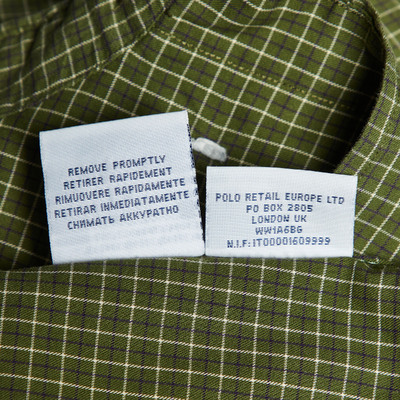 REMOVE PROMPTLY
RETIRER RAPIDEMENT
RIMUOVERE RAPIDAMENTE
RETIRAR INMEDIATAMENTE
СНИМАТЬ АККУРАТНО
POLO RETAIL EUROPE LTD
PO BOX 2805
LONDON UK
WW1A6BG
N.I.F:IT00001609999